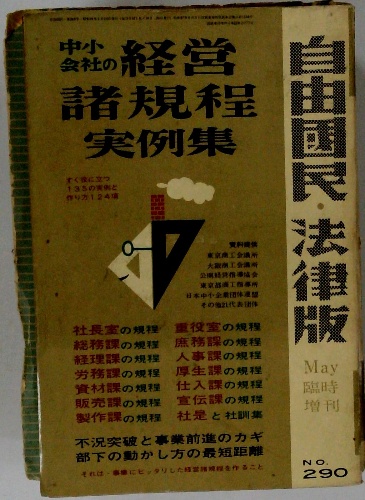 中小
会社の 経営
諸規程
実例集
すぐ役に立つ
135の実例と
作り方124項
資料提供
東京商工会議所
大阪商工会議所
公開経営指導協会
東京都商工指導所
日本中小企業団体連盟
その他訂代表団体
社長室の規程 重役室の規程
総務課の規程 庶務課の規程
経理課の規程 人事課の規程
労務課の規程 厚生課の規程
資材課の規程 仕入課の規程
販売課の規程 宣伝課の規程
製作課の規程 社是と社訓集
不況突破と事業前進のカギ
部下の動かし方の最短距離
それは・事業にピッタリした経営諸規程を作ること
自由國民・法律版
May
臨時
増刊
NO.
290